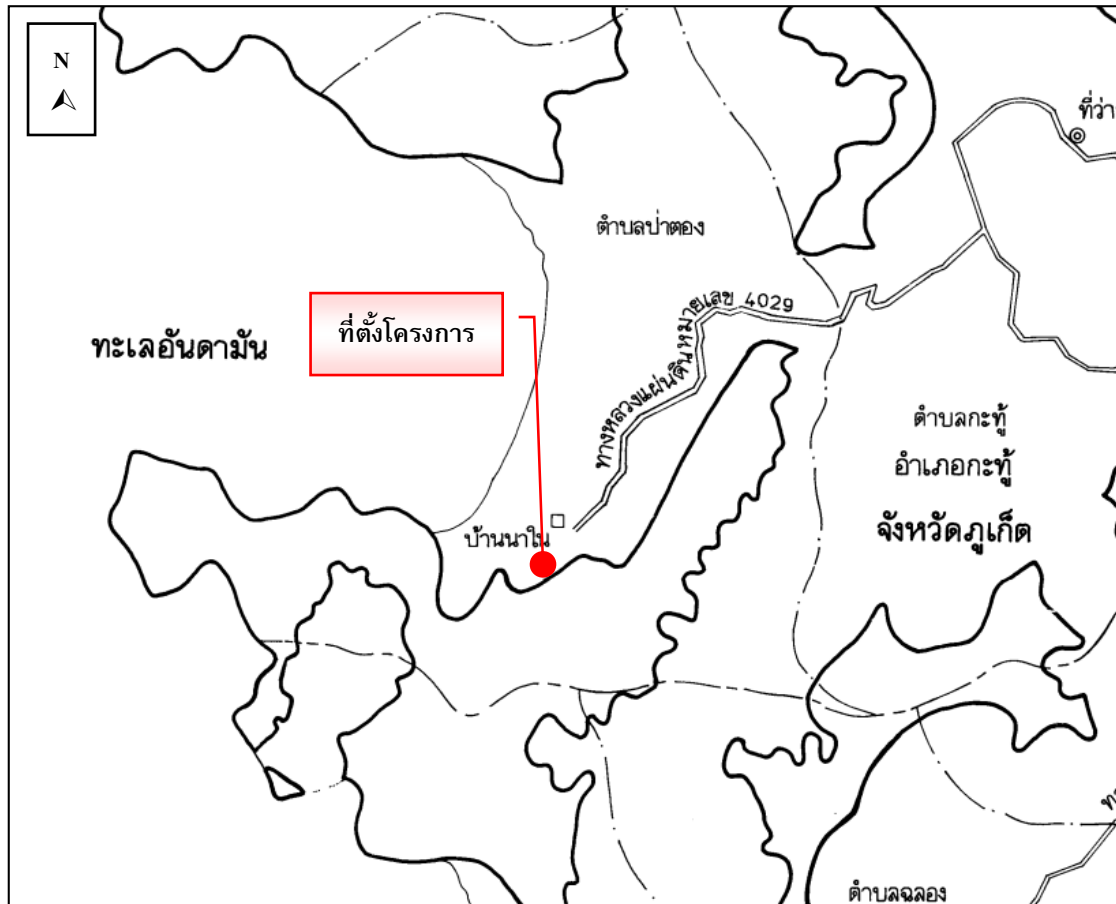 N
ที่ว่า
ตำบลป่าตอง
ทางหลวงแผ่นดินหมายเลข 4029
ที่ตั้งโครงการ
ทะเลอันดามัน
ตำบลกะทู้
อำเภอกะทู้
จังหวัดภูเก็ต
บ้านนาใน
ตำบลฉลอง